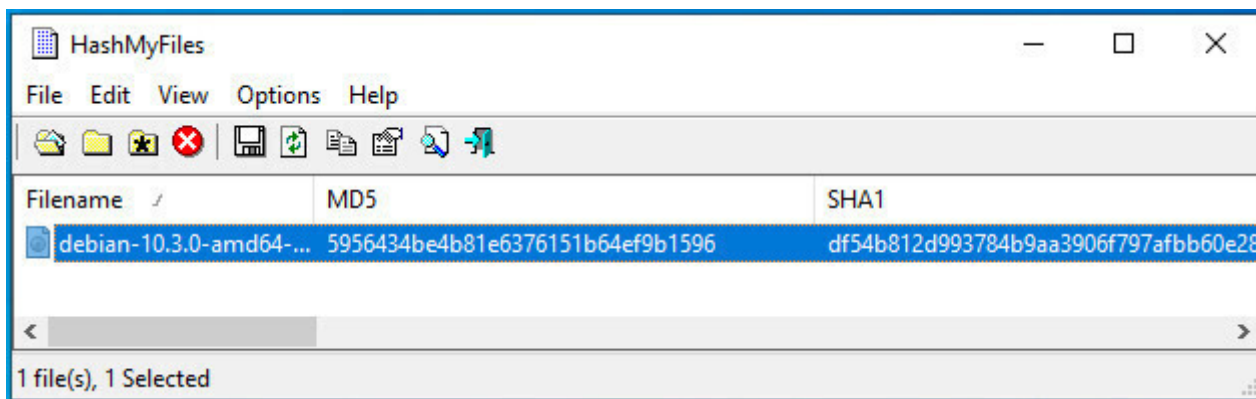 HashMyFiles
File Edit View Options Help
Filename MD5 SHA1
debian-10.3.0-amd64-... 5956434be4b81e6376151b64ef9b1596 df54b812d993784b9aa3906f797afbb60e28
1 file(s), 1 Selected